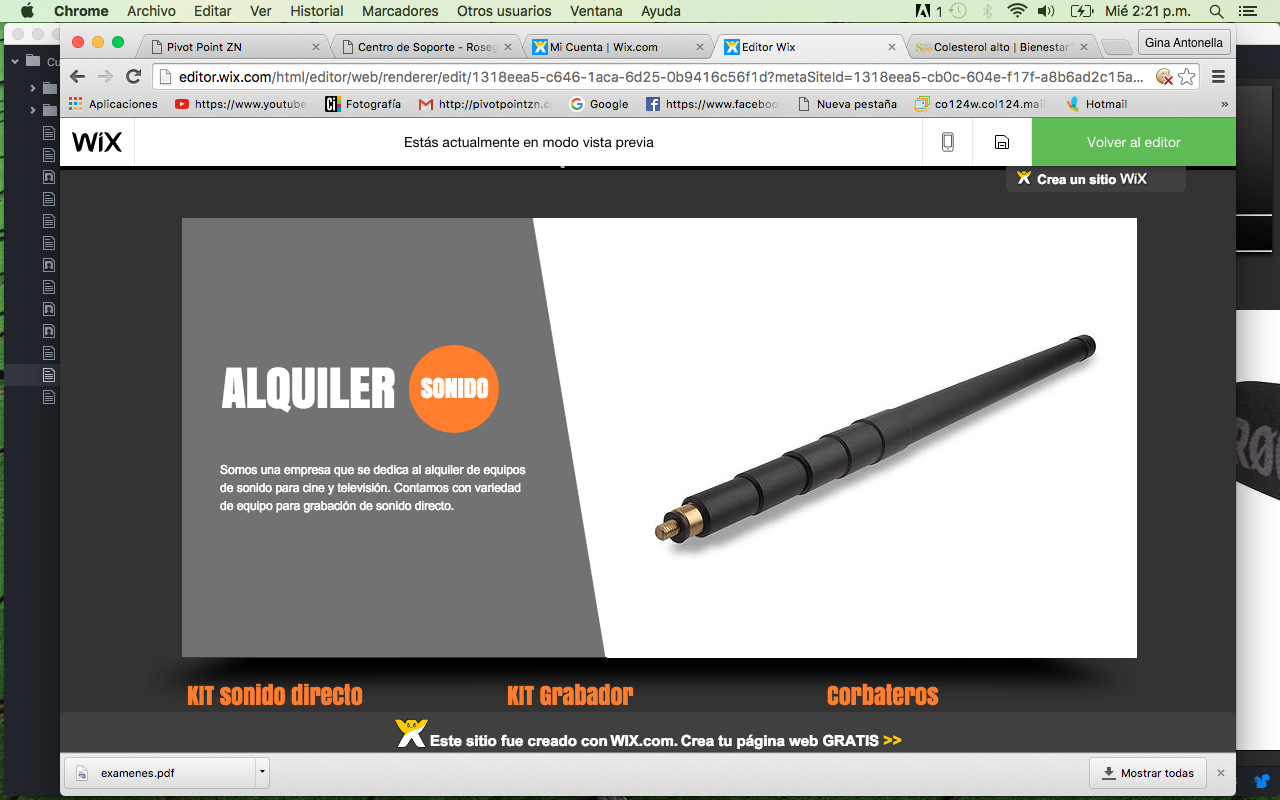 Chrome Archivo Editar Ver Historial Marcadores Otros usuarios Ventana Ayuda 1 Mié 2:21 p.m.
Cu
Pivot Point ZN
Centro de Soporte - Roseg
Mi Cuenta | Wix.com
Editor Wix
Colesterol alto | Bienestar
Gina Antonella
editor.wix.com/html/editor/web/renderer/edit/1318eea5-c646-1aca-6d25-0b9416c56f1d?metaSiteId=1318eea5-cb0c-604e-f17f-a8b6ad2c15a...
Aplicaciones https://www.youtube Fotografía http://pivotpointzn.c Google https://www.faceboo Nueva pestaña co124w.col124.mail. Hotmail »
WiX Estás actualmente en modo vista previa Volver al editor
Crea un sitio WiX
ALQUILER SONIDO
Somos una empresa que se dedica al alquiler de equipos
de sonido para cine y televisión. Contamos con variedad
de equipo para grabación de sonido directo.
KIT sonido directo KIT Grabador Corbateros
Este sitio fue creado con WIX.com. Crea tu página web GRATIS >>
examenes.pdf Mostrar todas